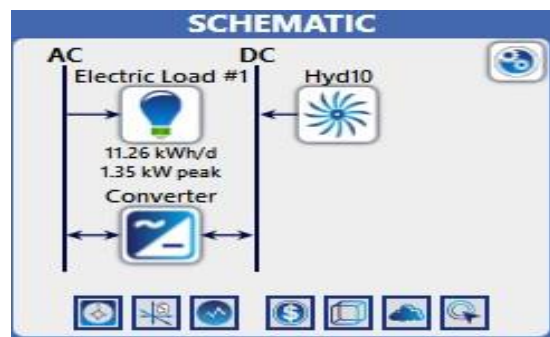 SCHEMATIC
AC DC
Electric Load #1 Hyd10
11.26 kWh/d
1.35 kW peak
Converter